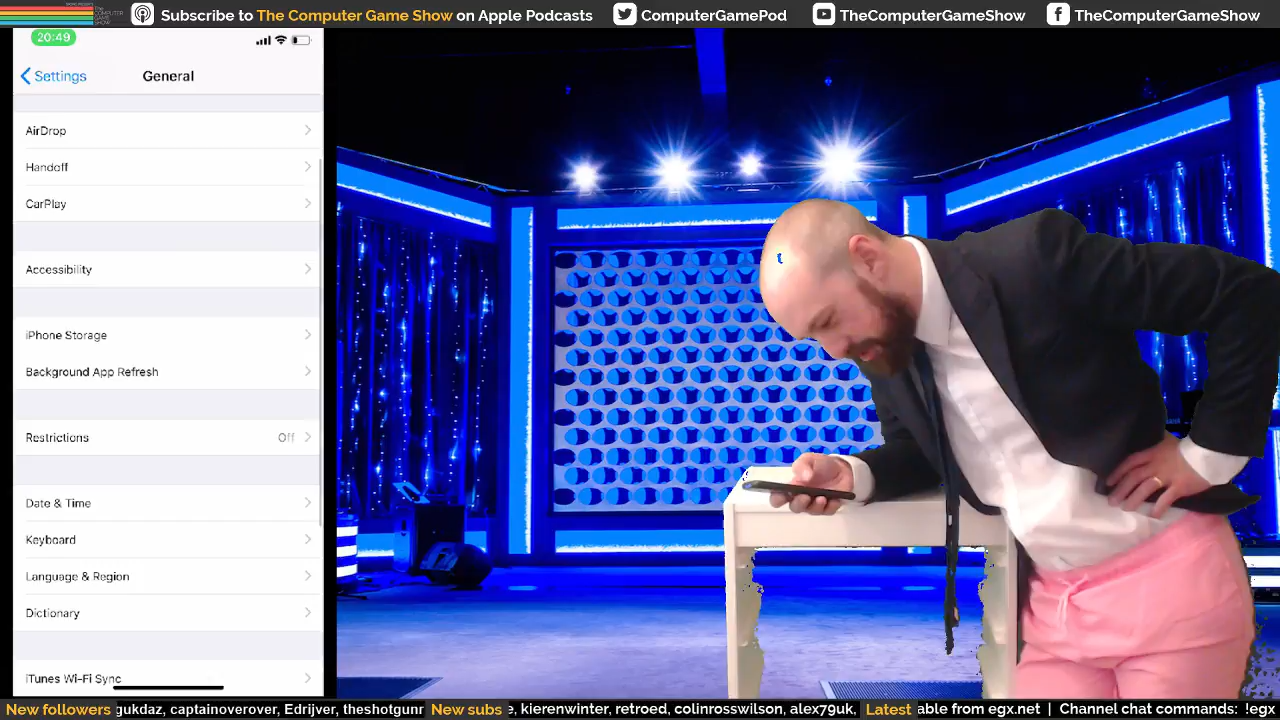 Subscribe to The Computer Game Show on Apple Podcasts
ComputerGamePod
TheComputerGameShow
TheComputerGameShow
20:49
Settings
General
AirDrop
Handoff
CarPlay
Accessibility
iPhone Storage
Background App Refresh
Restrictions Off
Date & Time
Keyboard
Language & Region
Dictionary
iTunes Wi-Fi Sync
New followers gukdaz, captainoverover, Edrijver, theshotgunr New subs e, kierenwinter, retroed, colinrosswilson, alex79uk, Latest able from egx.net | Channel chat commands: !egx